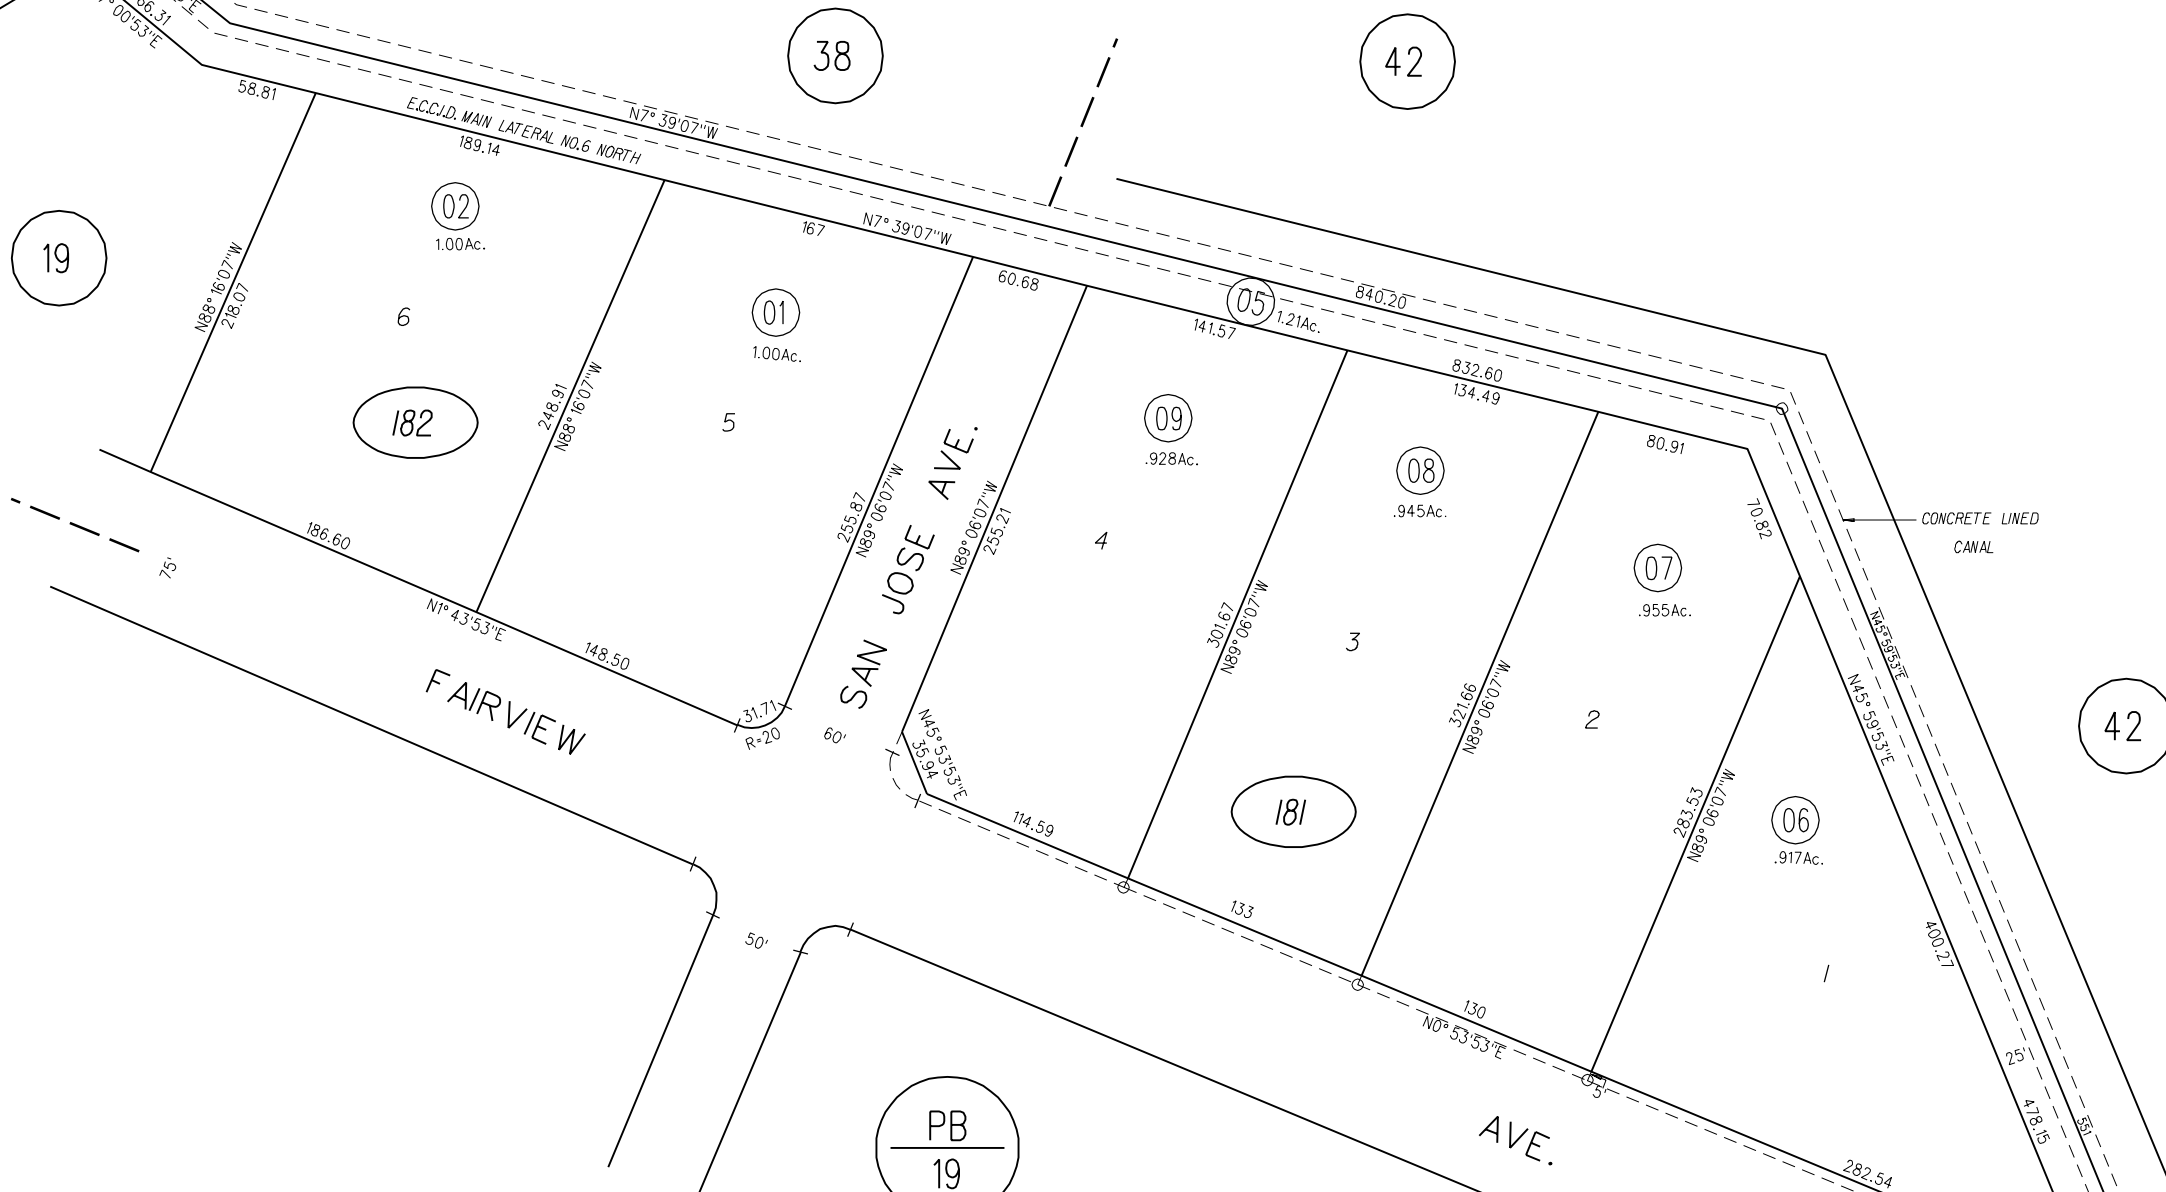 38
42
66.31
7°00'53"E
58.81
E.C.C.I.D. MAIN LATERAL NO.6 NORTH
189.14
N7°39'07"W
02
1.00Ac.
19
N88°16'07"W
218.07
6
182
167
N7°39'07"W
01
1.00Ac.
5
248.91
N88°16'07"W
60.68
05
1.21Ac.
840.20
141.57
832.60
134.49
80.91
70.82
09
.928Ac.
4
08
.945Ac.
3
07
.955Ac.
2
CONCRETE LINED
CANAL
255.87
N89°06'07"W
SAN JOSE AVE.
N89°06'07"W
255.21
301.67
N89°06'07"W
321.66
N89°06'07"W
283.53
N89°06'07"W
N45°59'53"E
N45°59'53"E
42
06
.917Ac.
1
75'
186.60
N1°43'53"E
148.50
31.71
R=20
60'
N45°53'53"E
35.94
114.59
181
133
130
N0°53'53"E
5'
400.27
25'
478.15
551
282.54
FAIRVIEW
AVE.
50'
PB
19